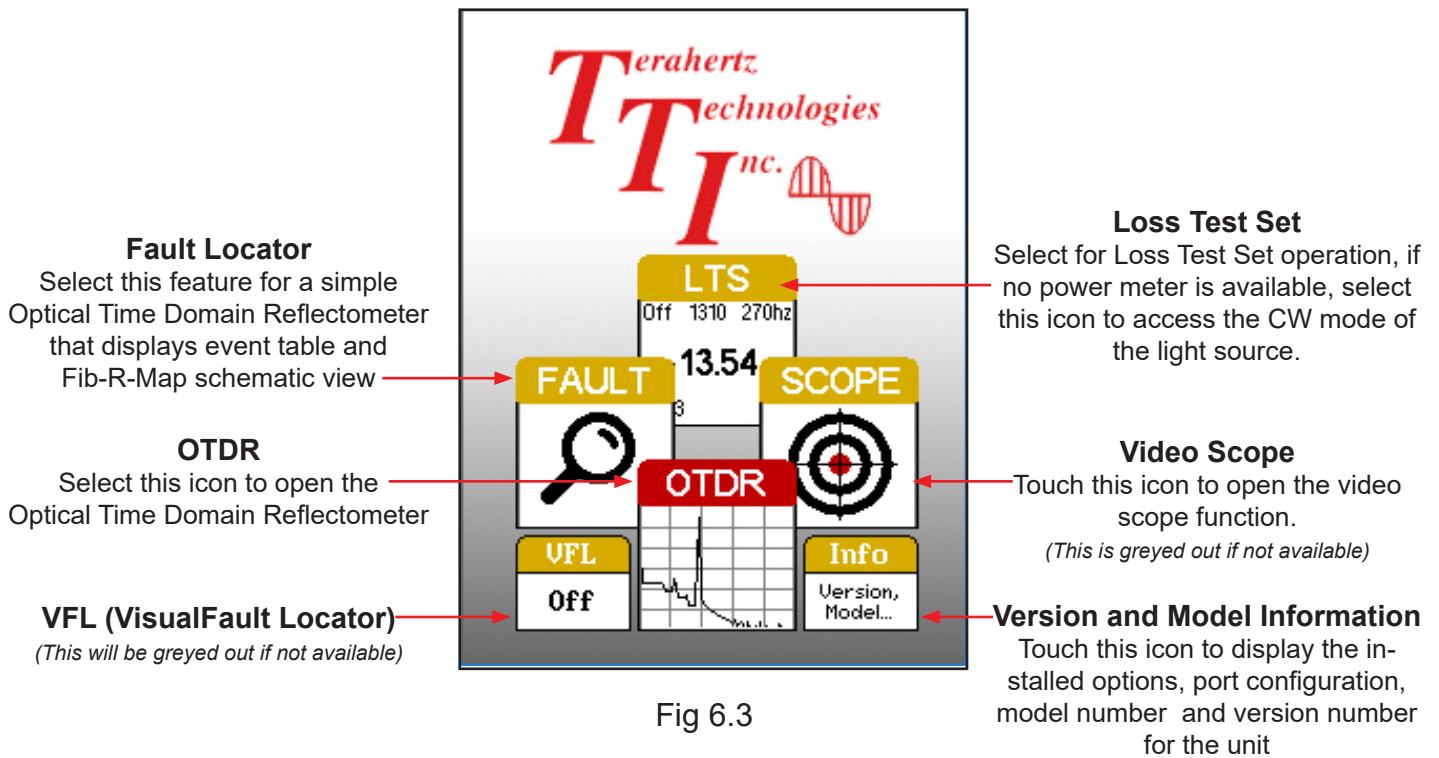 Terahertz
Technologies
Inc.
Fault Locator
Select this feature for a simple
Optical Time Domain Reflectometer
that displays event table and
Fib-R-Map schematic view
OTDR
Select this icon to open the
Optical Time Domain Reflectometer
VFL (VisualFault Locator)
(This will be greyed out if not available)
LTS
Off 1310 270hz
13.54
3
FAULT
SCOPE
OTDR
VFL
Off
Info
Version,
Model...
Loss Test Set
Select for Loss Test Set operation, if
no power meter is available, select
this icon to access the CW mode of
the light source.
Video Scope
Touch this icon to open the video
scope function.
(This is greyed out if not available)
Version and Model Information
Touch this icon to display the in-
stalled options, port configuration,
model number and version number
for the unit
Fig 6.3